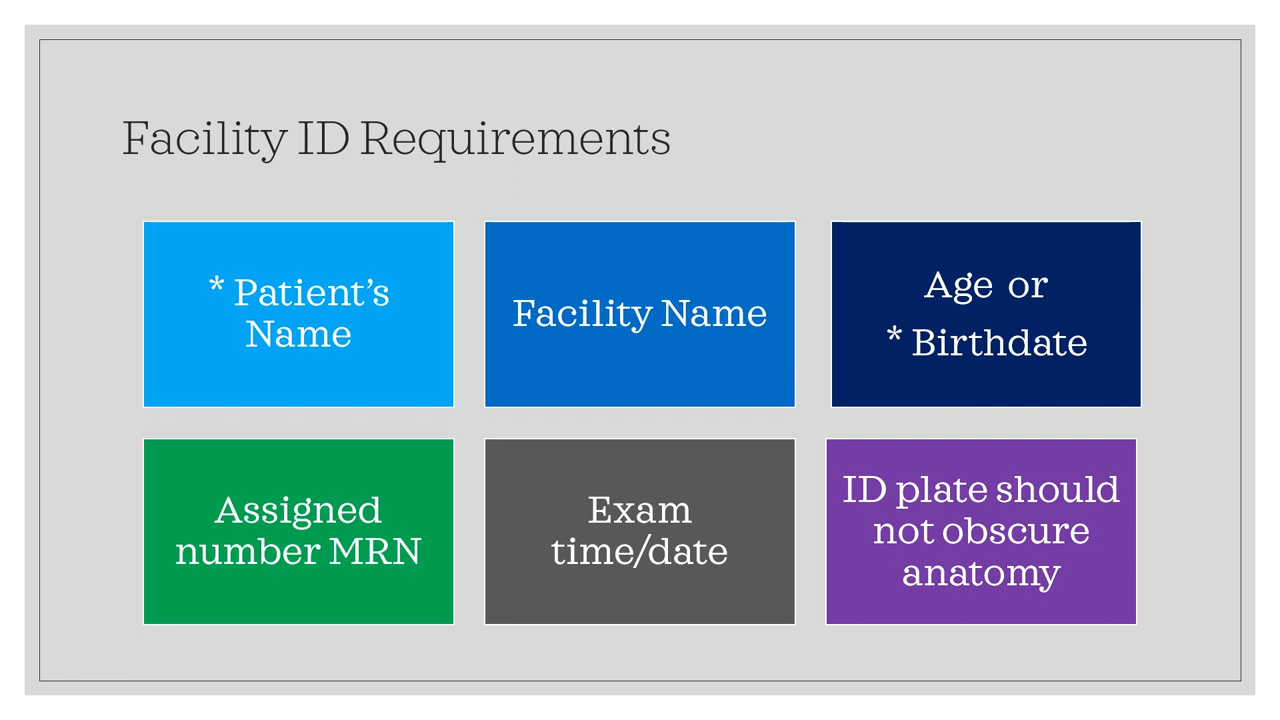 Facility ID Requirements
* Patient’s
Name
Facility Name
Age or
* Birthdate
Assigned
number MRN
Exam
time/date
ID plate should
not obscure
anatomy